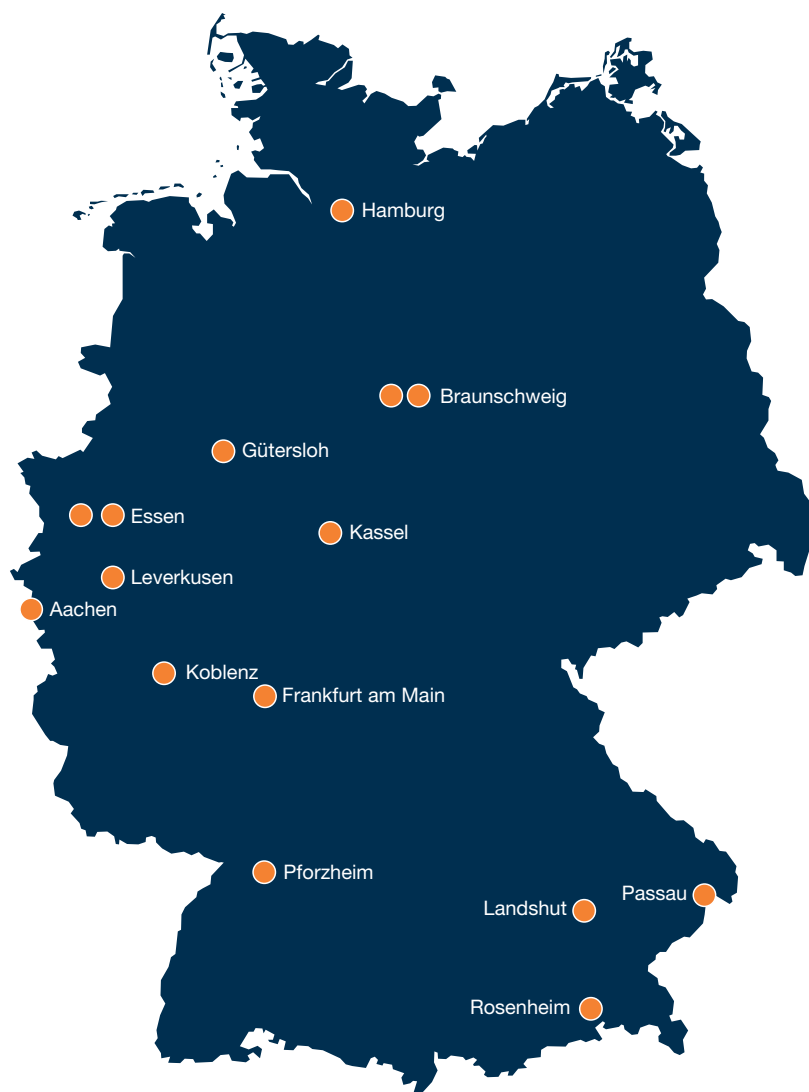 Hamburg
Braunschweig
Gütersloh
Essen
Kassel
Leverkusen
Aachen
Koblenz
Frankfurt am Main
Pforzheim
Passau
Landshut
Rosenheim